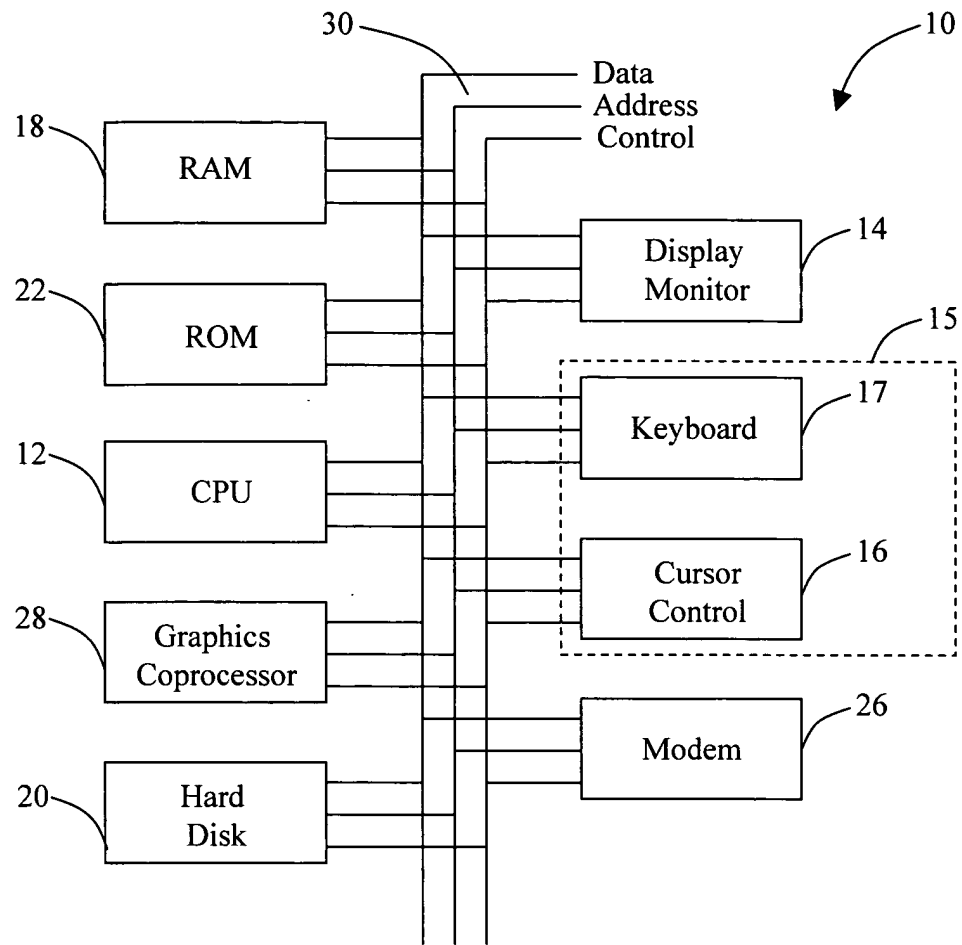 30
10
Data
Address
Control
18
RAM
14
Display
Monitor
22
ROM
15
17
Keyboard
12
CPU
16
Cursor
Control
28
Graphics
Coprocessor
26
Modem
20
Hard
Disk